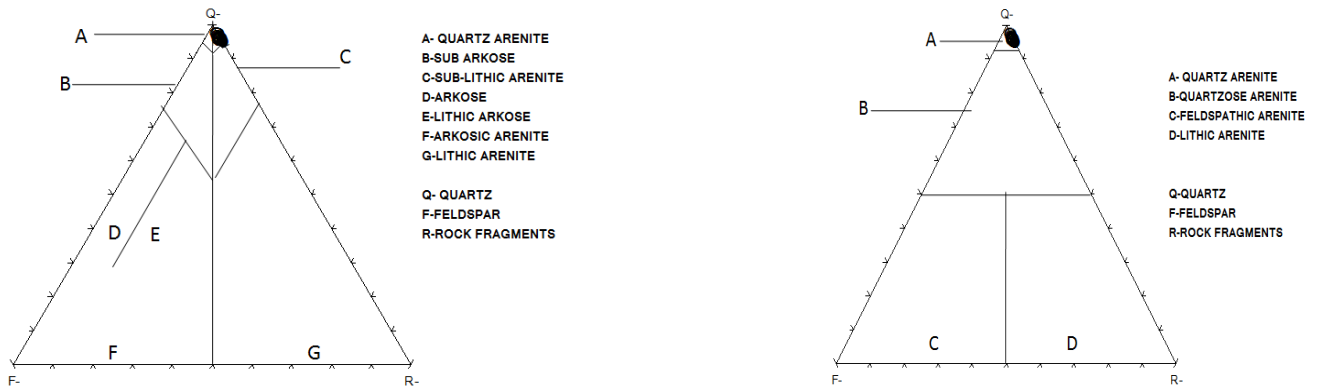 Q-
A
B
C
D
E
F
G
F-
R-
A- QUARTZ ARENITE
B-SUB ARKOSE
C-SUB-LITHIC ARENITE
D-ARKOSE
E-LITHIC ARKOSE
F-ARKOSIC ARENITE
G-LITHIC ARENITE
Q- QUARTZ
F-FELDSPAR
R-ROCK FRAGMENTS
Q-
A
B
C
D
F-
R-
A- QUARTZ ARENITE
B-QUARTZOSE ARENITE
C-FELDSPATHIC ARENITE
D-LITHIC ARENITE
Q-QUARTZ
F-FELDSPAR
R-ROCK FRAGMENTS